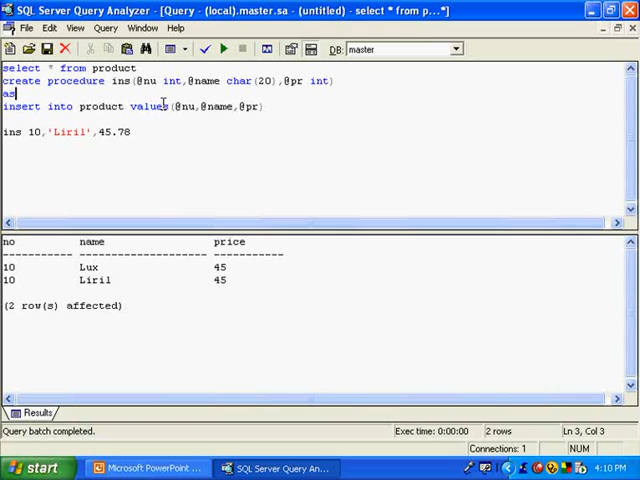 SQL Server Query Analyzer - [Query - (local).master.sa - (untitled) - select * from p...*]
File Edit View Query Window Help
DB: master
select * from product
create procedure ins(@nu int,@name char(20),@pr int)
as
insert into product values(@nu,@name,@pr)
ins 10,'Liril',45.78
no name price
----------- -------------------- -----------
10 Lux 45
10 Liril 45
(2 row(s) affected)
Results
Query batch completed. Exec time: 0:00:00 2 rows Ln 3, Col 3
Connections: 1 NUM
start Microsoft PowerPoint ... SQL Server Query An... 4:10 PM